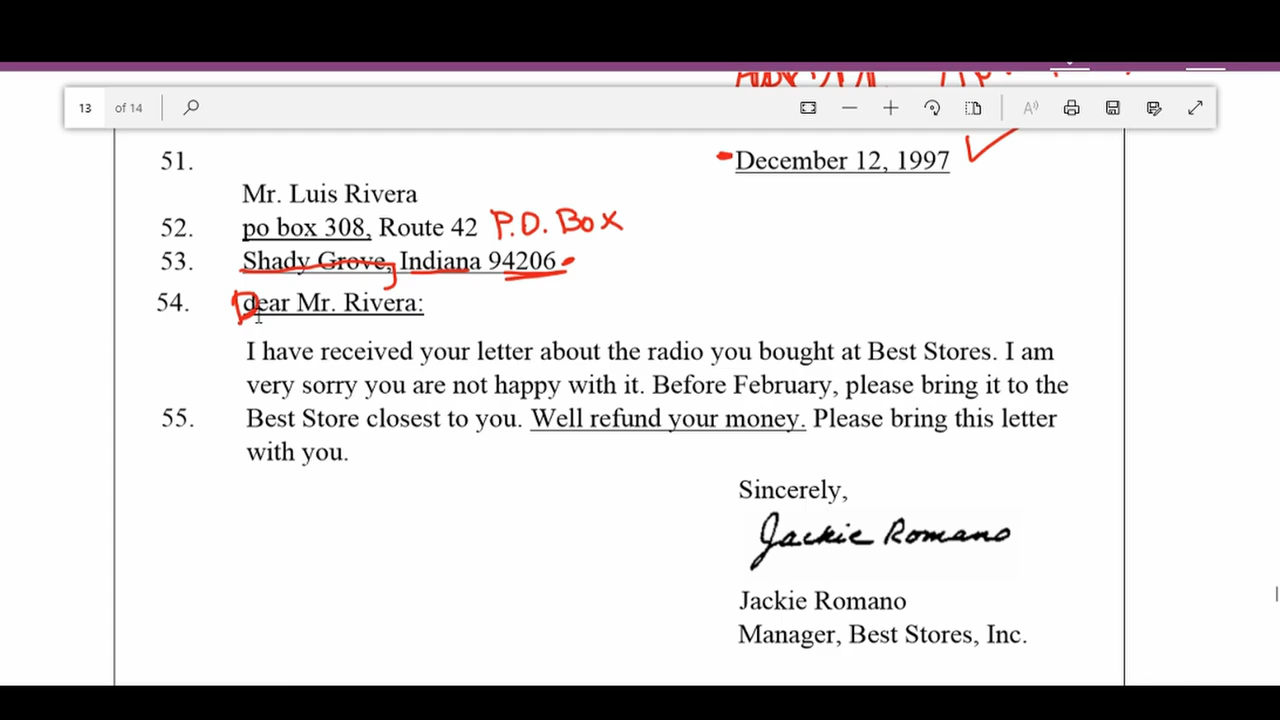 13 of 14
51. December 12, 1997
Mr. Luis Rivera
52. po box 308, Route 42 P.O. Box
53. Shady Grove, Indiana 94206
54. dear Mr. Rivera:
I have received your letter about the radio you bought at Best Stores. I am
very sorry you are not happy with it. Before February, please bring it to the
55. Best Store closest to you. Well refund your money. Please bring this letter
with you.
Sincerely,
Jackie Romano
Jackie Romano
Manager, Best Stores, Inc.